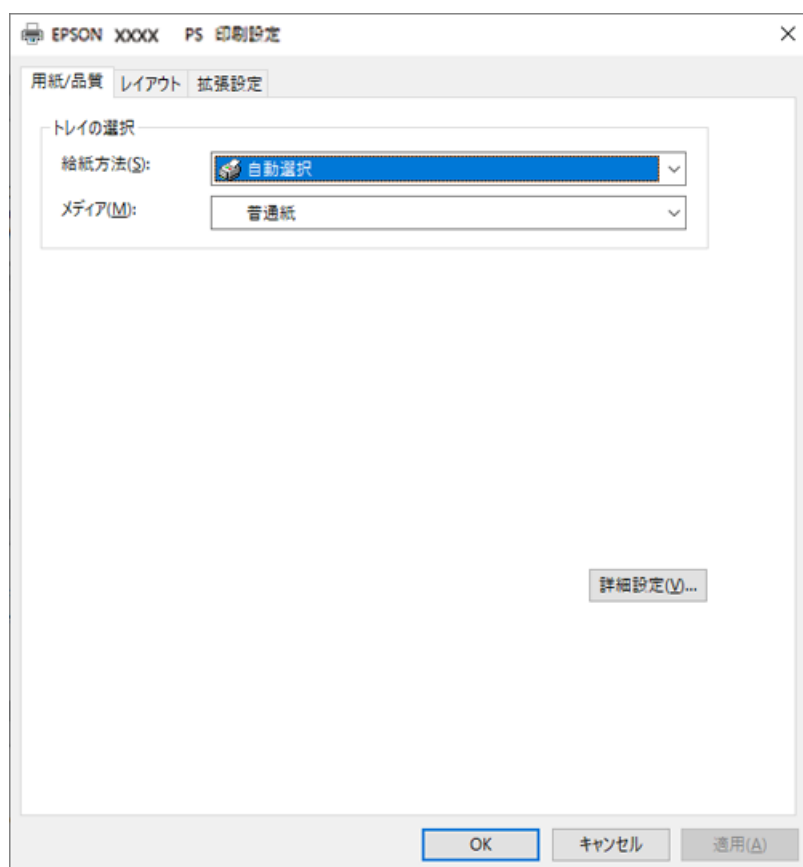 EPSON XXXX PS 印刷設定
用紙/品質 レイアウト 拡張設定
トレイの選択
給紙方法(S): 自動選択
メディア(M): 普通紙
詳細設定(V)...
OK キャンセル 適用(A)